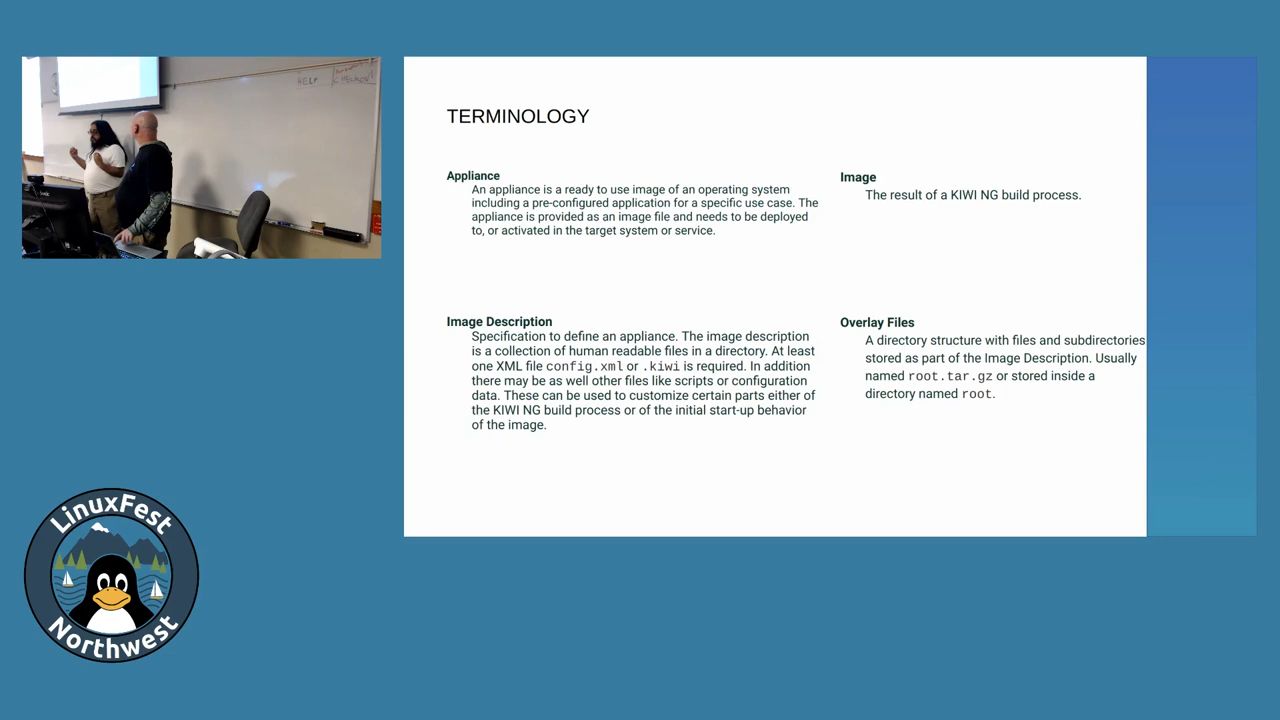 HELP
TERMINOLOGY
Appliance
An appliance is a ready to use image of an operating system
including a pre-configured application for a specific use case. The
appliance is provided as an image file and needs to be deployed
to, or activated in the target system or service.
Image
The result of a KIWI NG build process.
Image Description
Specification to define an appliance. The image description
is a collection of human readable files in a directory. At least
one XML file config.xml or .kiwi is required. In addition
there may be as well other files like scripts or configuration
data. These can be used to customize certain parts either of
the KIWI NG build process or of the initial start-up behavior
of the image.
Overlay Files
A directory structure with files and subdirectories
stored as part of the Image Description. Usually
named root.tar.gz or stored inside a
directory named root.
LinuxFest
Northwest